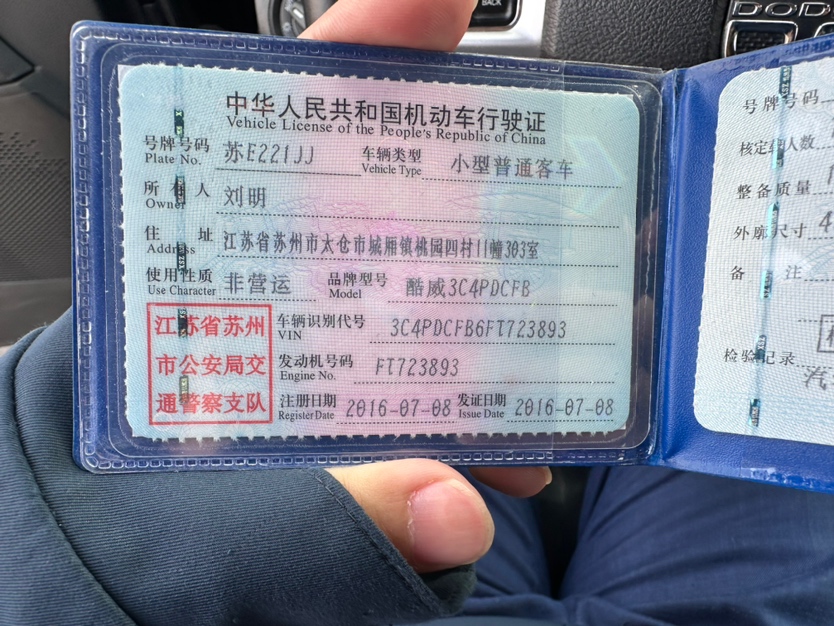 BACK
中华人民共和国机动车行驶证
Vehicle License of the People's Republic of China
号牌号码 苏E221JJ 车辆类型 小型普通客车
Plate No. Vehicle Type
所有人 刘明
Owner
住址 江苏省苏州市太仓市城厢镇桃园四村11幢303室
Address
使用性质 非营运 品牌型号 酷威3C4PDCFB
Use Character Model
江苏省苏州
市公安局交
通警察支队
车辆识别代号 3C4PDCFB6FT723893
VIN
发动机号码 FT723893
Engine No.
注册日期 2016-07-08 发证日期 2016-07-08
Register Date Issue Date
号牌号码
核定载人数
整备质量 1
外廓尺寸 4
备注
检验记录
汽